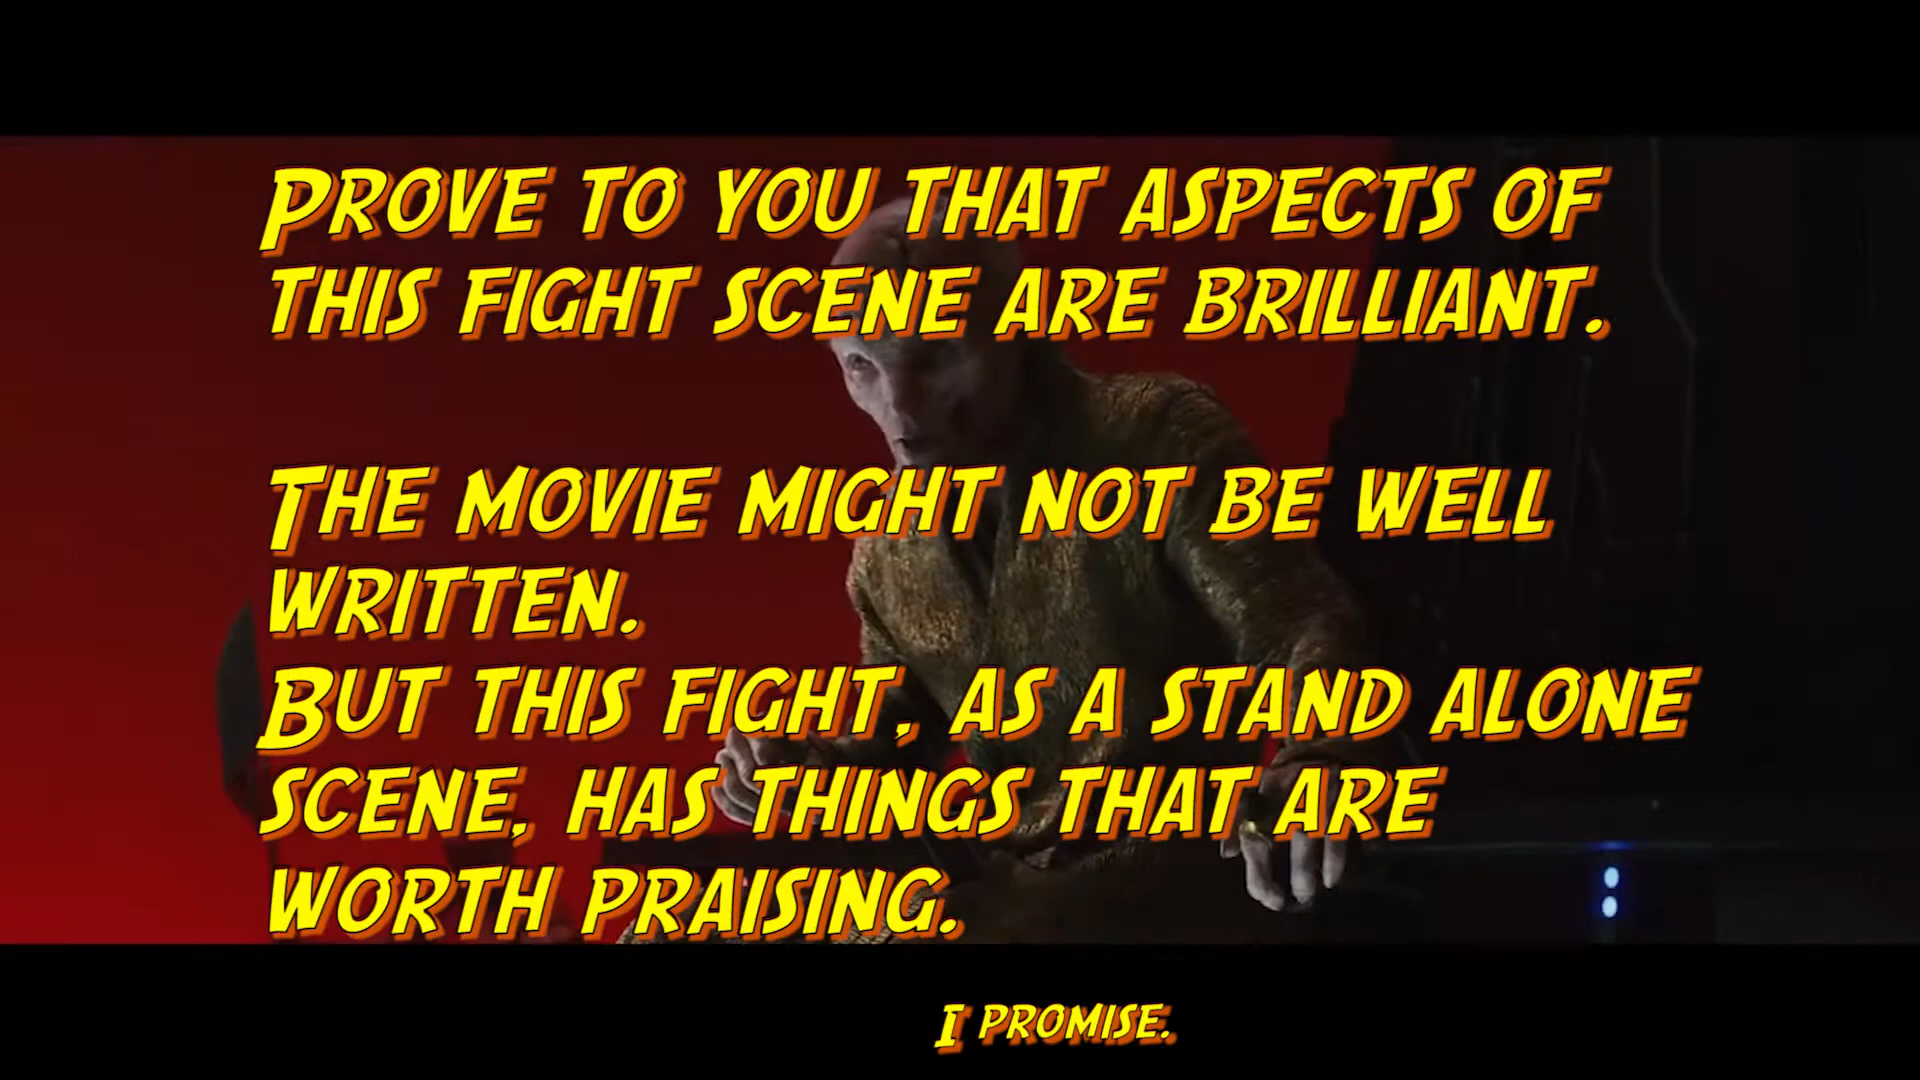 Prove to you that aspects of
this fight scene are brilliant.
The movie might not be well
written.
But this fight, as a stand alone
scene, has things that are
worth praising.
I promise.